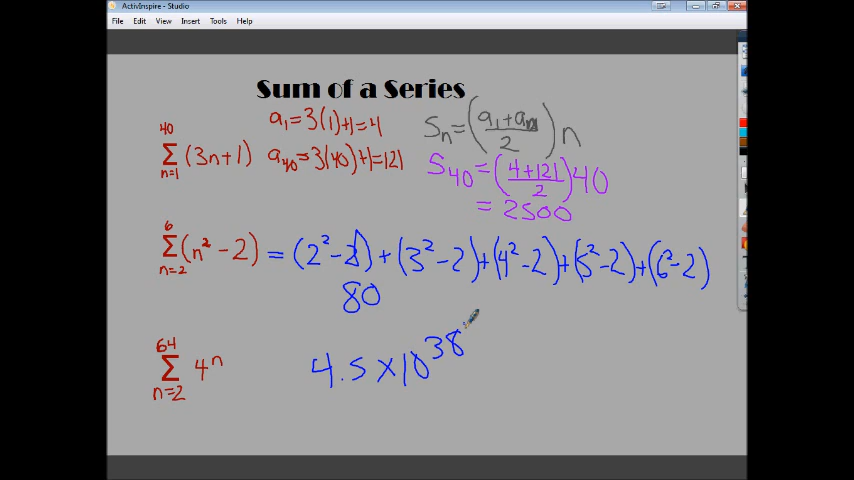 ActivInspire - Studio
File Edit View Insert Tools Help
Sum of a Series
40
Σ (3n+1)
n=1
a₁=3(1)+1=4
a₄₀=3(40)+1=121
Sₙ=(a₁+aₙ/2)n
S₄₀=(4+121/2)40
=2500
6
Σ(n²-2) = (2²-2)+(3²-2)+(4²-2)+(5²-2)+(6²-2)
n=2
80
64
Σ 4ⁿ
n=2
4.5×10³⁸